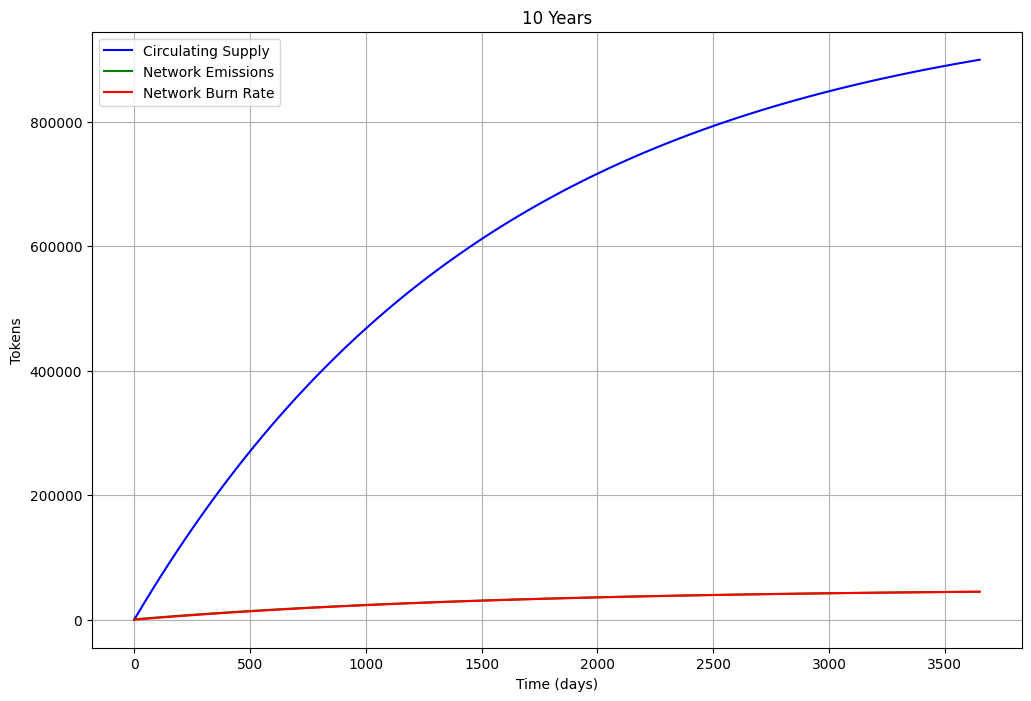 10 Years
Circulating Supply
Network Emissions
Network Burn Rate
Tokens
800000
600000
400000
200000
0
0 500 1000 1500 2000 2500 3000 3500
Time (days)